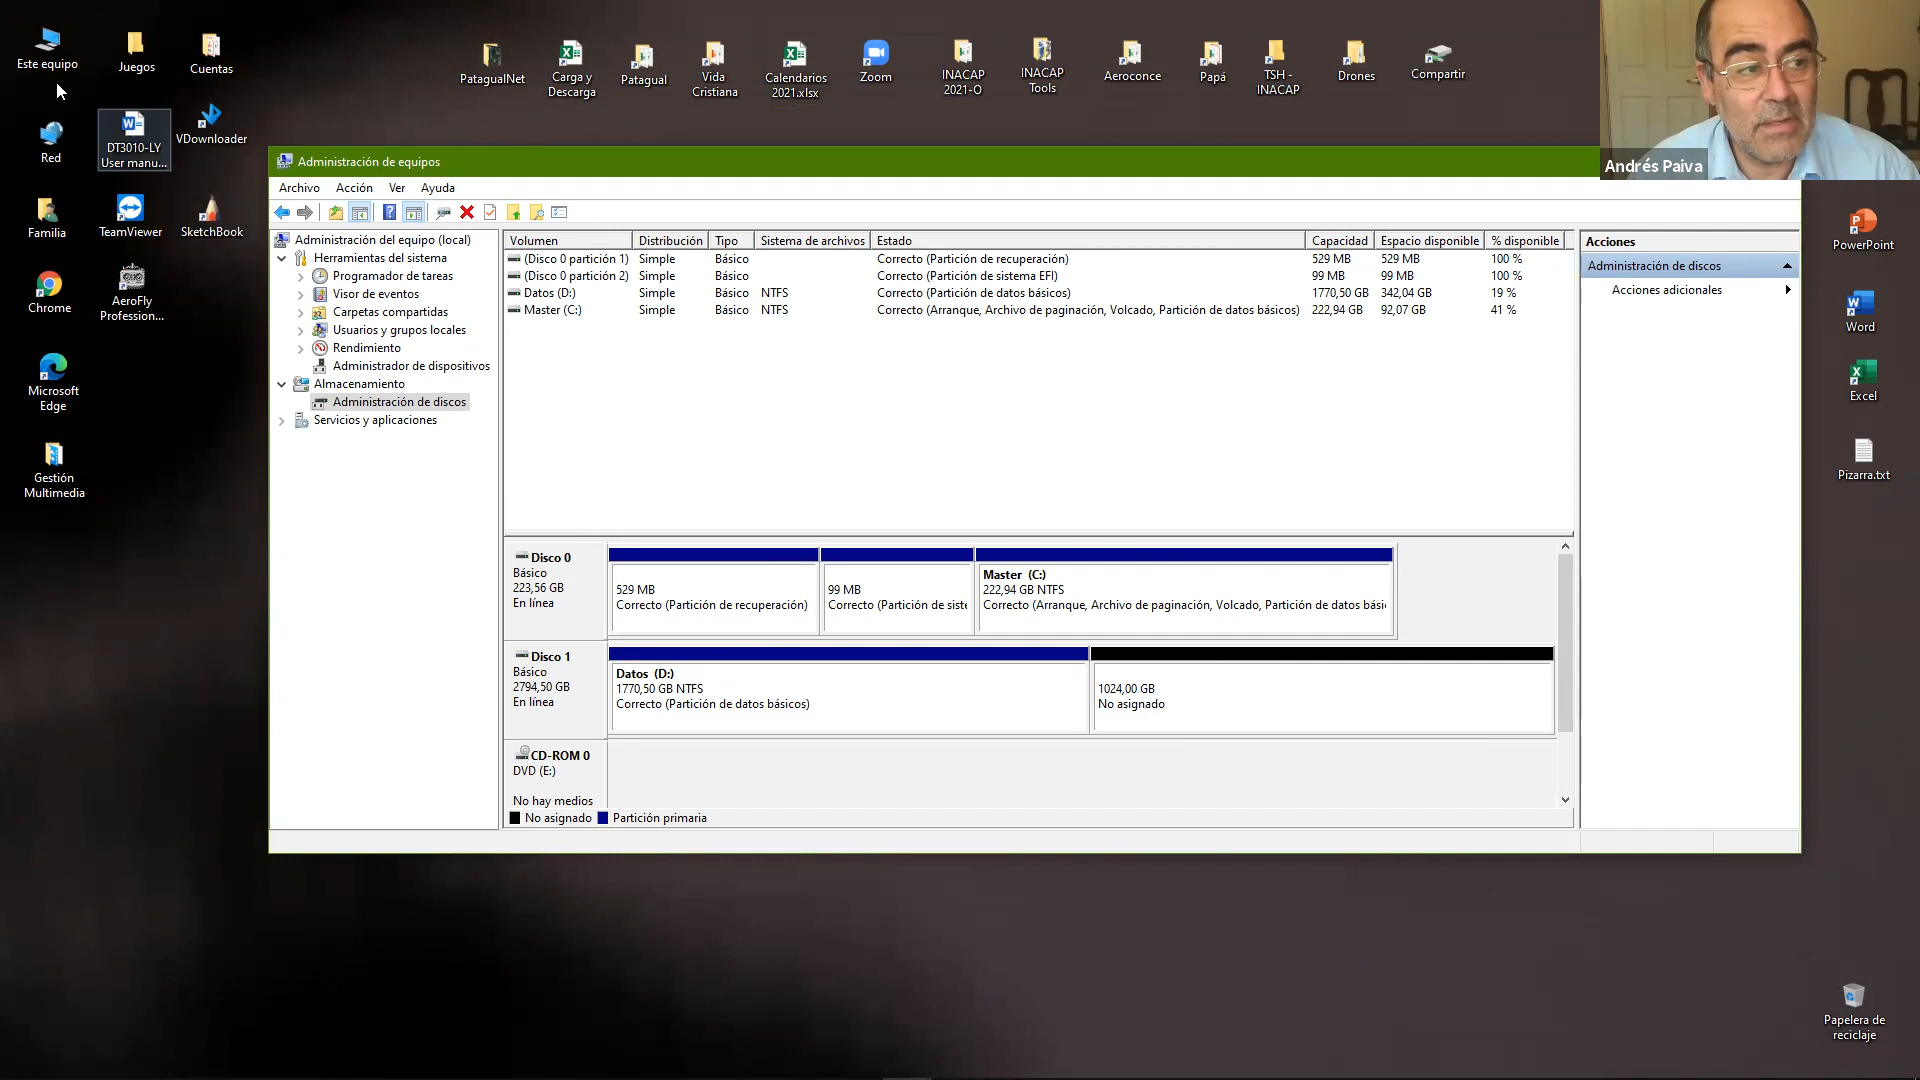 Este equipo
Juegos
Cuentas
PatagualNet
Carga y
Descarga
Patagual
Vida
Cristiana
Calendarios
2021.xlsx
Zoom
INACAP
2021-O
INACAP
Tools
Aeroconce
Papá
TSH -
INACAP
Drones
Compartir
Andrés Paiva
Red
DT3010-LY
User manu...
VDownloader
Familia
TeamViewer
SketchBook
Chrome
AeroFly
Profession...
Microsoft
Edge
Gestión
Multimedia
Administración de equipos
Archivo Acción Ver Ayuda
Administración del equipo (local)
Herramientas del sistema
Programador de tareas
Visor de eventos
Carpetas compartidas
Usuarios y grupos locales
Rendimiento
Administrador de dispositivos
Almacenamiento
Administración de discos
Servicios y aplicaciones
Volumen Distribución Tipo Sistema de archivos Estado Capacidad Espacio disponible % disponible
(Disco 0 partición 1) Simple Básico Correcto (Partición de recuperación) 529 MB 529 MB 100 %
(Disco 0 partición 2) Simple Básico Correcto (Partición de sistema EFI) 99 MB 99 MB 100 %
Datos (D:) Simple Básico NTFS Correcto (Partición de datos básicos) 1770,50 GB 342,04 GB 19 %
Master (C:) Simple Básico NTFS Correcto (Arranque, Archivo de paginación, Volcado, Partición de datos básicos) 222,94 GB 92,07 GB 41 %
Disco 0
Básico
223,56 GB
En línea
529 MB
Correcto (Partición de recuperación)
99 MB
Correcto (Partición de siste
Master (C:)
222,94 GB NTFS
Correcto (Arranque, Archivo de paginación, Volcado, Partición de datos bási
Disco 1
Básico
2794,50 GB
En línea
Datos (D:)
1770,50 GB NTFS
Correcto (Partición de datos básicos)
1024,00 GB
No asignado
CD-ROM 0
DVD (E:)
No hay medios
No asignado Partición primaria
Acciones
Administración de discos
Acciones adicionales
PowerPoint
Word
Excel
Pizarra.txt
Papelera de
reciclaje